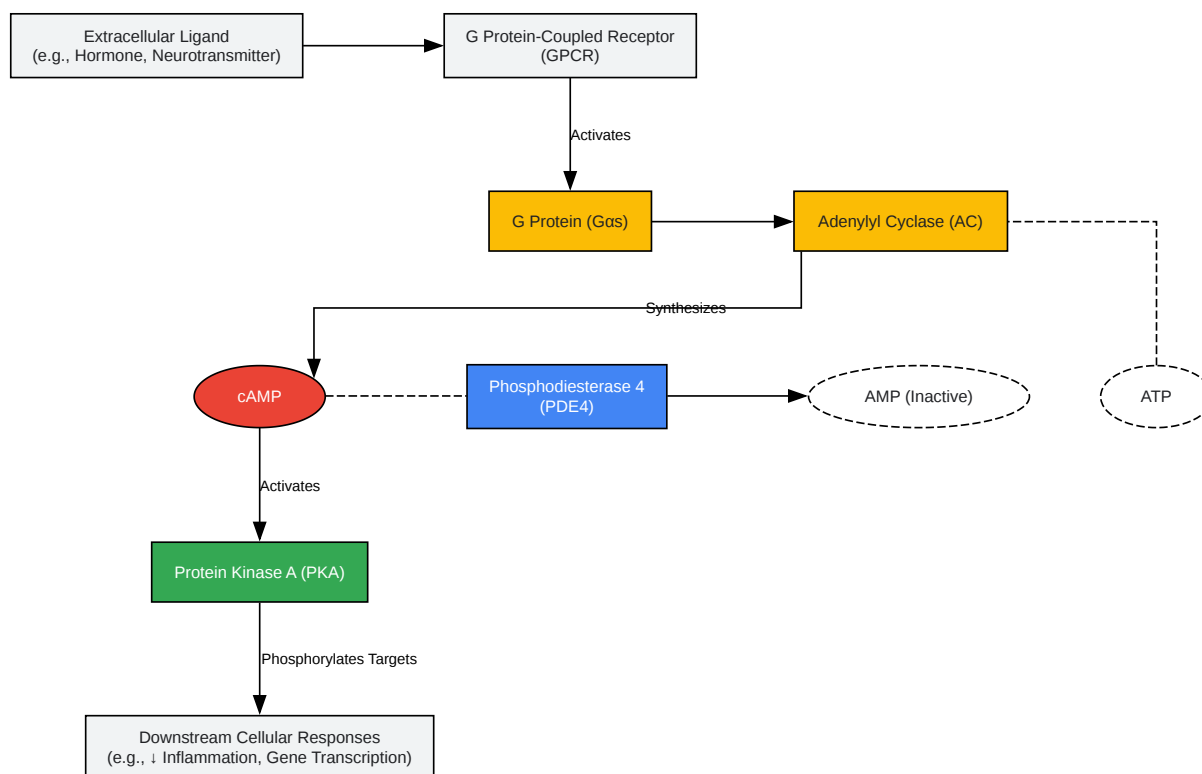 Extracellular Ligand
(e.g., Hormone, Neurotransmitter)
G Protein-Coupled Receptor
(GPCR)
Activates
G Protein (Gαs)
Adenylyl Cyclase (AC)
Synthesizes
cAMP
Phosphodiesterase 4
(PDE4)
AMP (Inactive)
ATP
Activates
Protein Kinase A (PKA)
Phosphorylates Targets
Downstream Cellular Responses
(e.g., ↓ Inflammation, Gene Transcription)